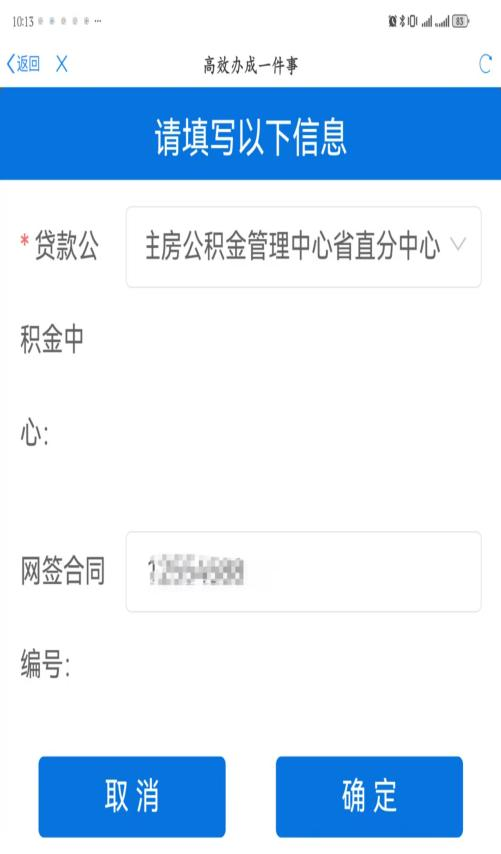 10:13
83
返回
高效办成一件事
请填写以下信息
* 贷款公积金中心:
房公积金管理中心省直分中心
网签合同编号:
取消
确定